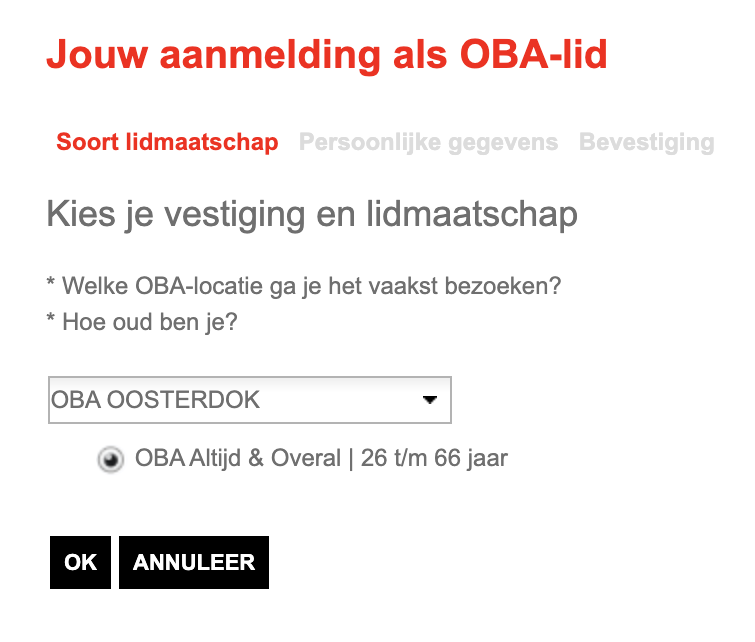 Jouw aanmelding als OBA-lid
Soort lidmaatschap Persoonlijke gegevens Bevestiging
Kies je vestiging en lidmaatschap
* Welke OBA-locatie ga je het vaakst bezoeken?
* Hoe oud ben je?
OBA OOSTERDOK
OBA Altijd & Overal | 26 t/m 66 jaar
OK ANNULEER